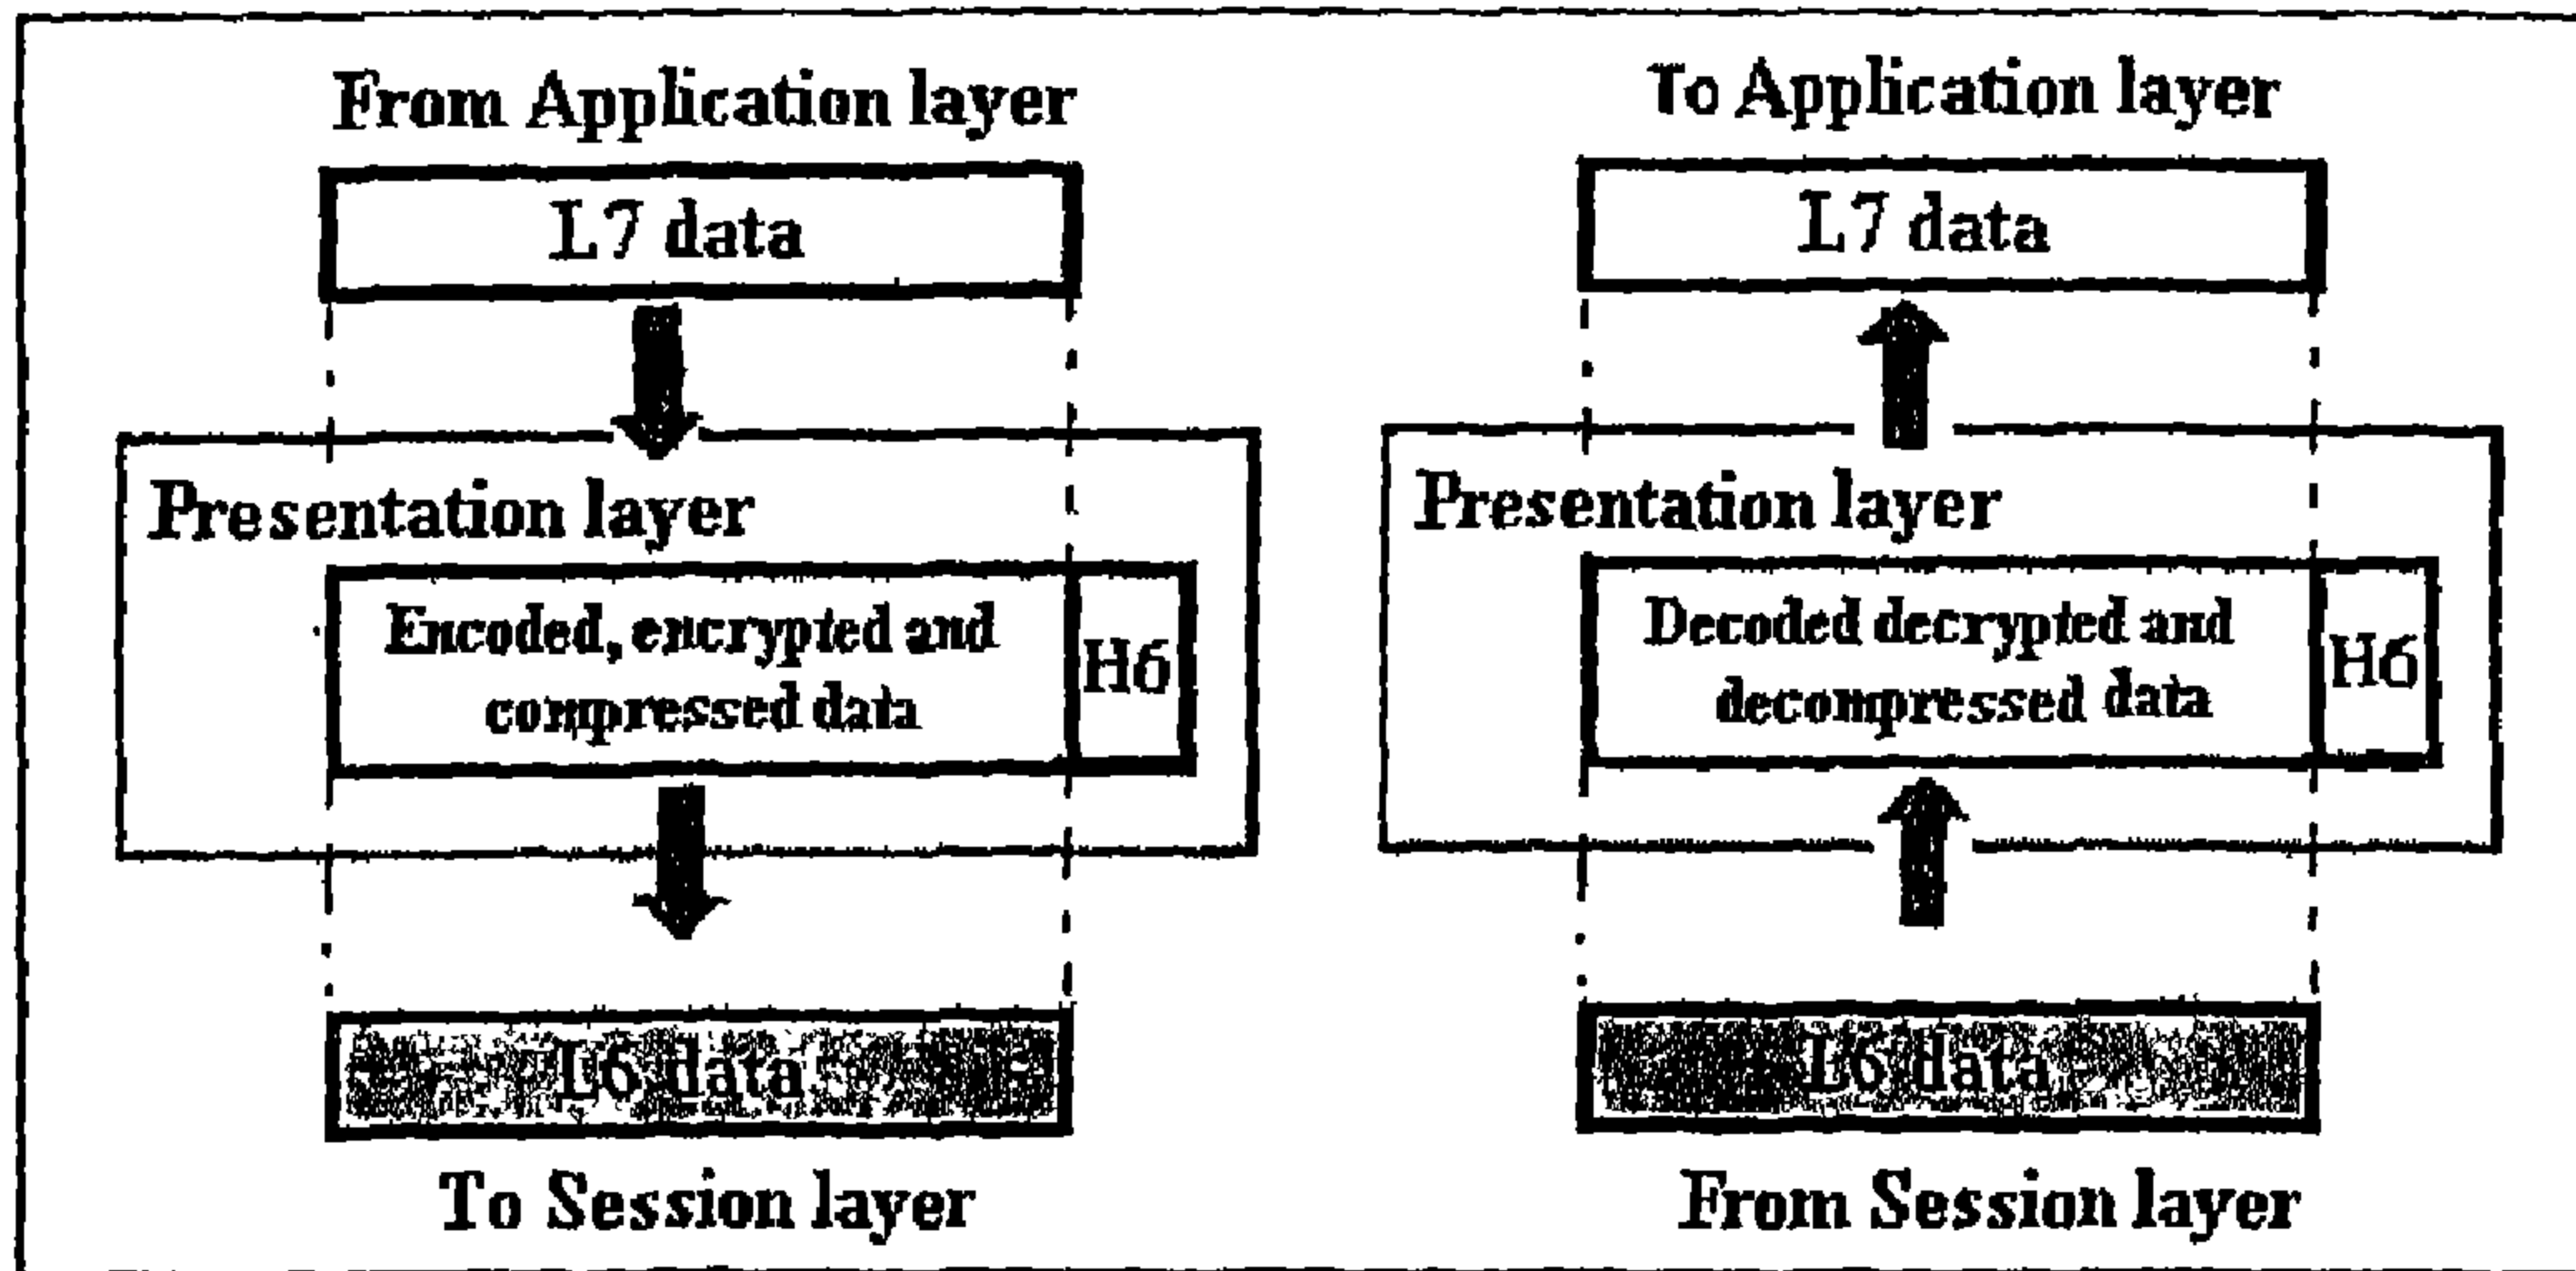 From Application layer
L7 data
Presentation layer
Encoded, encrypted and
compressed data
H6
L6 data
To Session layer
To Application layer
L7 data
Presentation layer
Decoded decrypted and
decompressed data
H6
L6 data
From Session layer